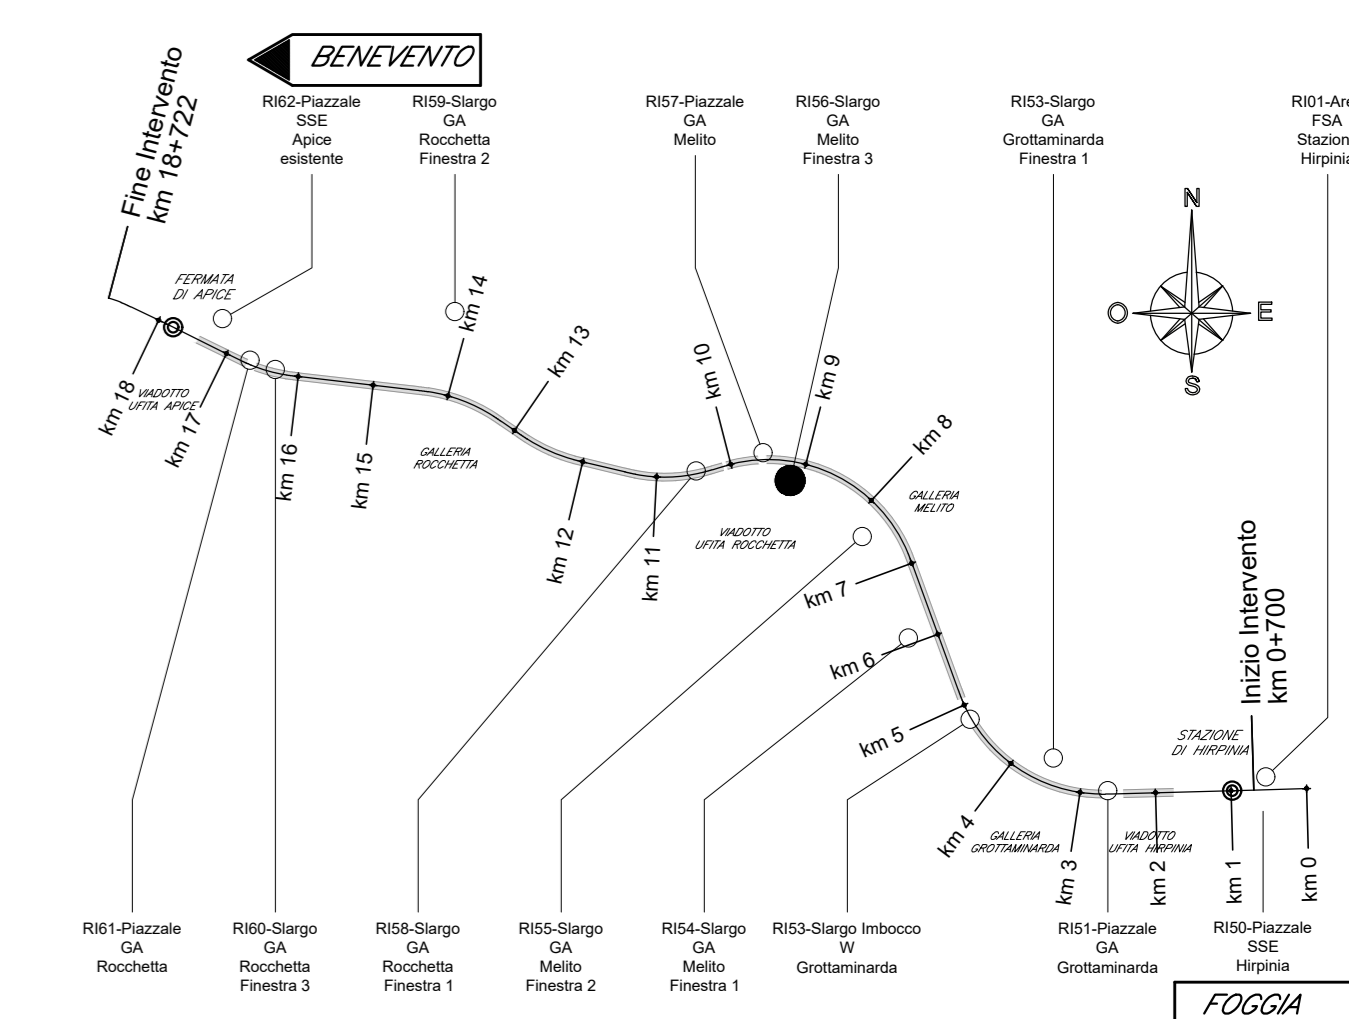 BENEVENTO
Fine Intervento
km 18+722
RI62-Piazzale
SSE
Apice
esistente
RI59-Slargo
GA
Rocchetta
Finestra 2
RI57-Piazzale
GA
Melito
RI56-Slargo
GA
Melito
Finestra 3
RI53-Slargo
GA
Grottaminarda
Finestra 1
RI01-Are
FSA
Stazion
Hirpinia
N
O
E
S
FERMATA
DI APICE
km 18
VIADOTTO
UFITA APICE
km 17
km 16
km 15
km 14
GALLERIA
ROCCHETTA
km 13
km 12
km 11
km 10
VIADOTTO
UFITA ROCCHETTA
km 9
km 8
GALLERIA
MELITO
km 7
km 6
km 5
km 4
GALLERIA
GROTTAMINARDA
km 3
VIADOTTO
UFITA HIRPINIA
km 2
STAZIONE
DI HIRPINIA
Inizio Intervento
km 0+700
km 1
km 0
RI61-Piazzale
GA
Rocchetta
RI60-Slargo
GA
Rocchetta
Finestra 3
RI58-Slargo
GA
Rocchetta
Finestra 1
RI55-Slargo
GA
Melito
Finestra 2
RI54-Slargo
GA
Melito
Finestra 1
RI53-Slargo Imbocco
W
Grottaminarda
RI51-Piazzale
GA
Grottaminarda
RI50-Piazzale
SSE
Hirpinia
FOGGIA